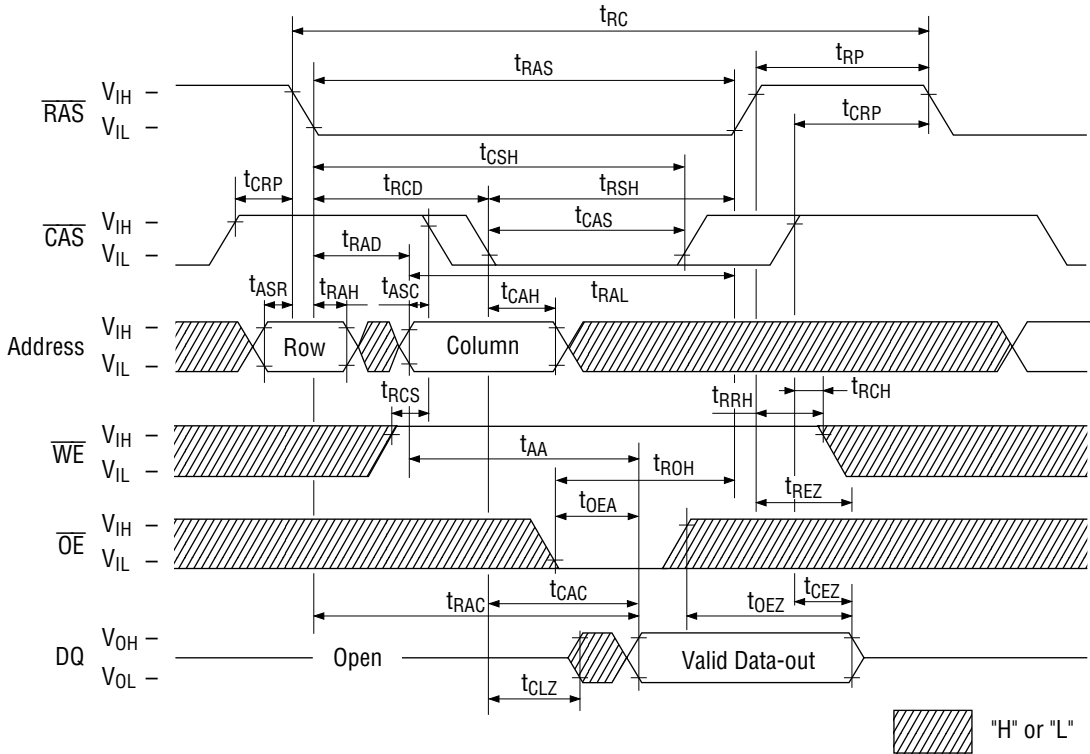 tRC
tRP
tRAS
RAS
VIH
VIL
tCRP
tCSH
tCRP
tRCD
tRSH
CAS
VIH
VIL
tCAS
tRAD
tASR
tRAH
tASC
tCAH
tRAL
Address
VIH
VIL
Row
Column
tRCS
tRRH
tRCH
WE
VIH
VIL
tAA
tROH
tREZ
tOEA
OE
VIH
VIL
tRAC
tCAC
tOEZ
tCEZ
DQ
VOH
VOL
Open
Valid Data-out
tCLZ
"H" or "L"